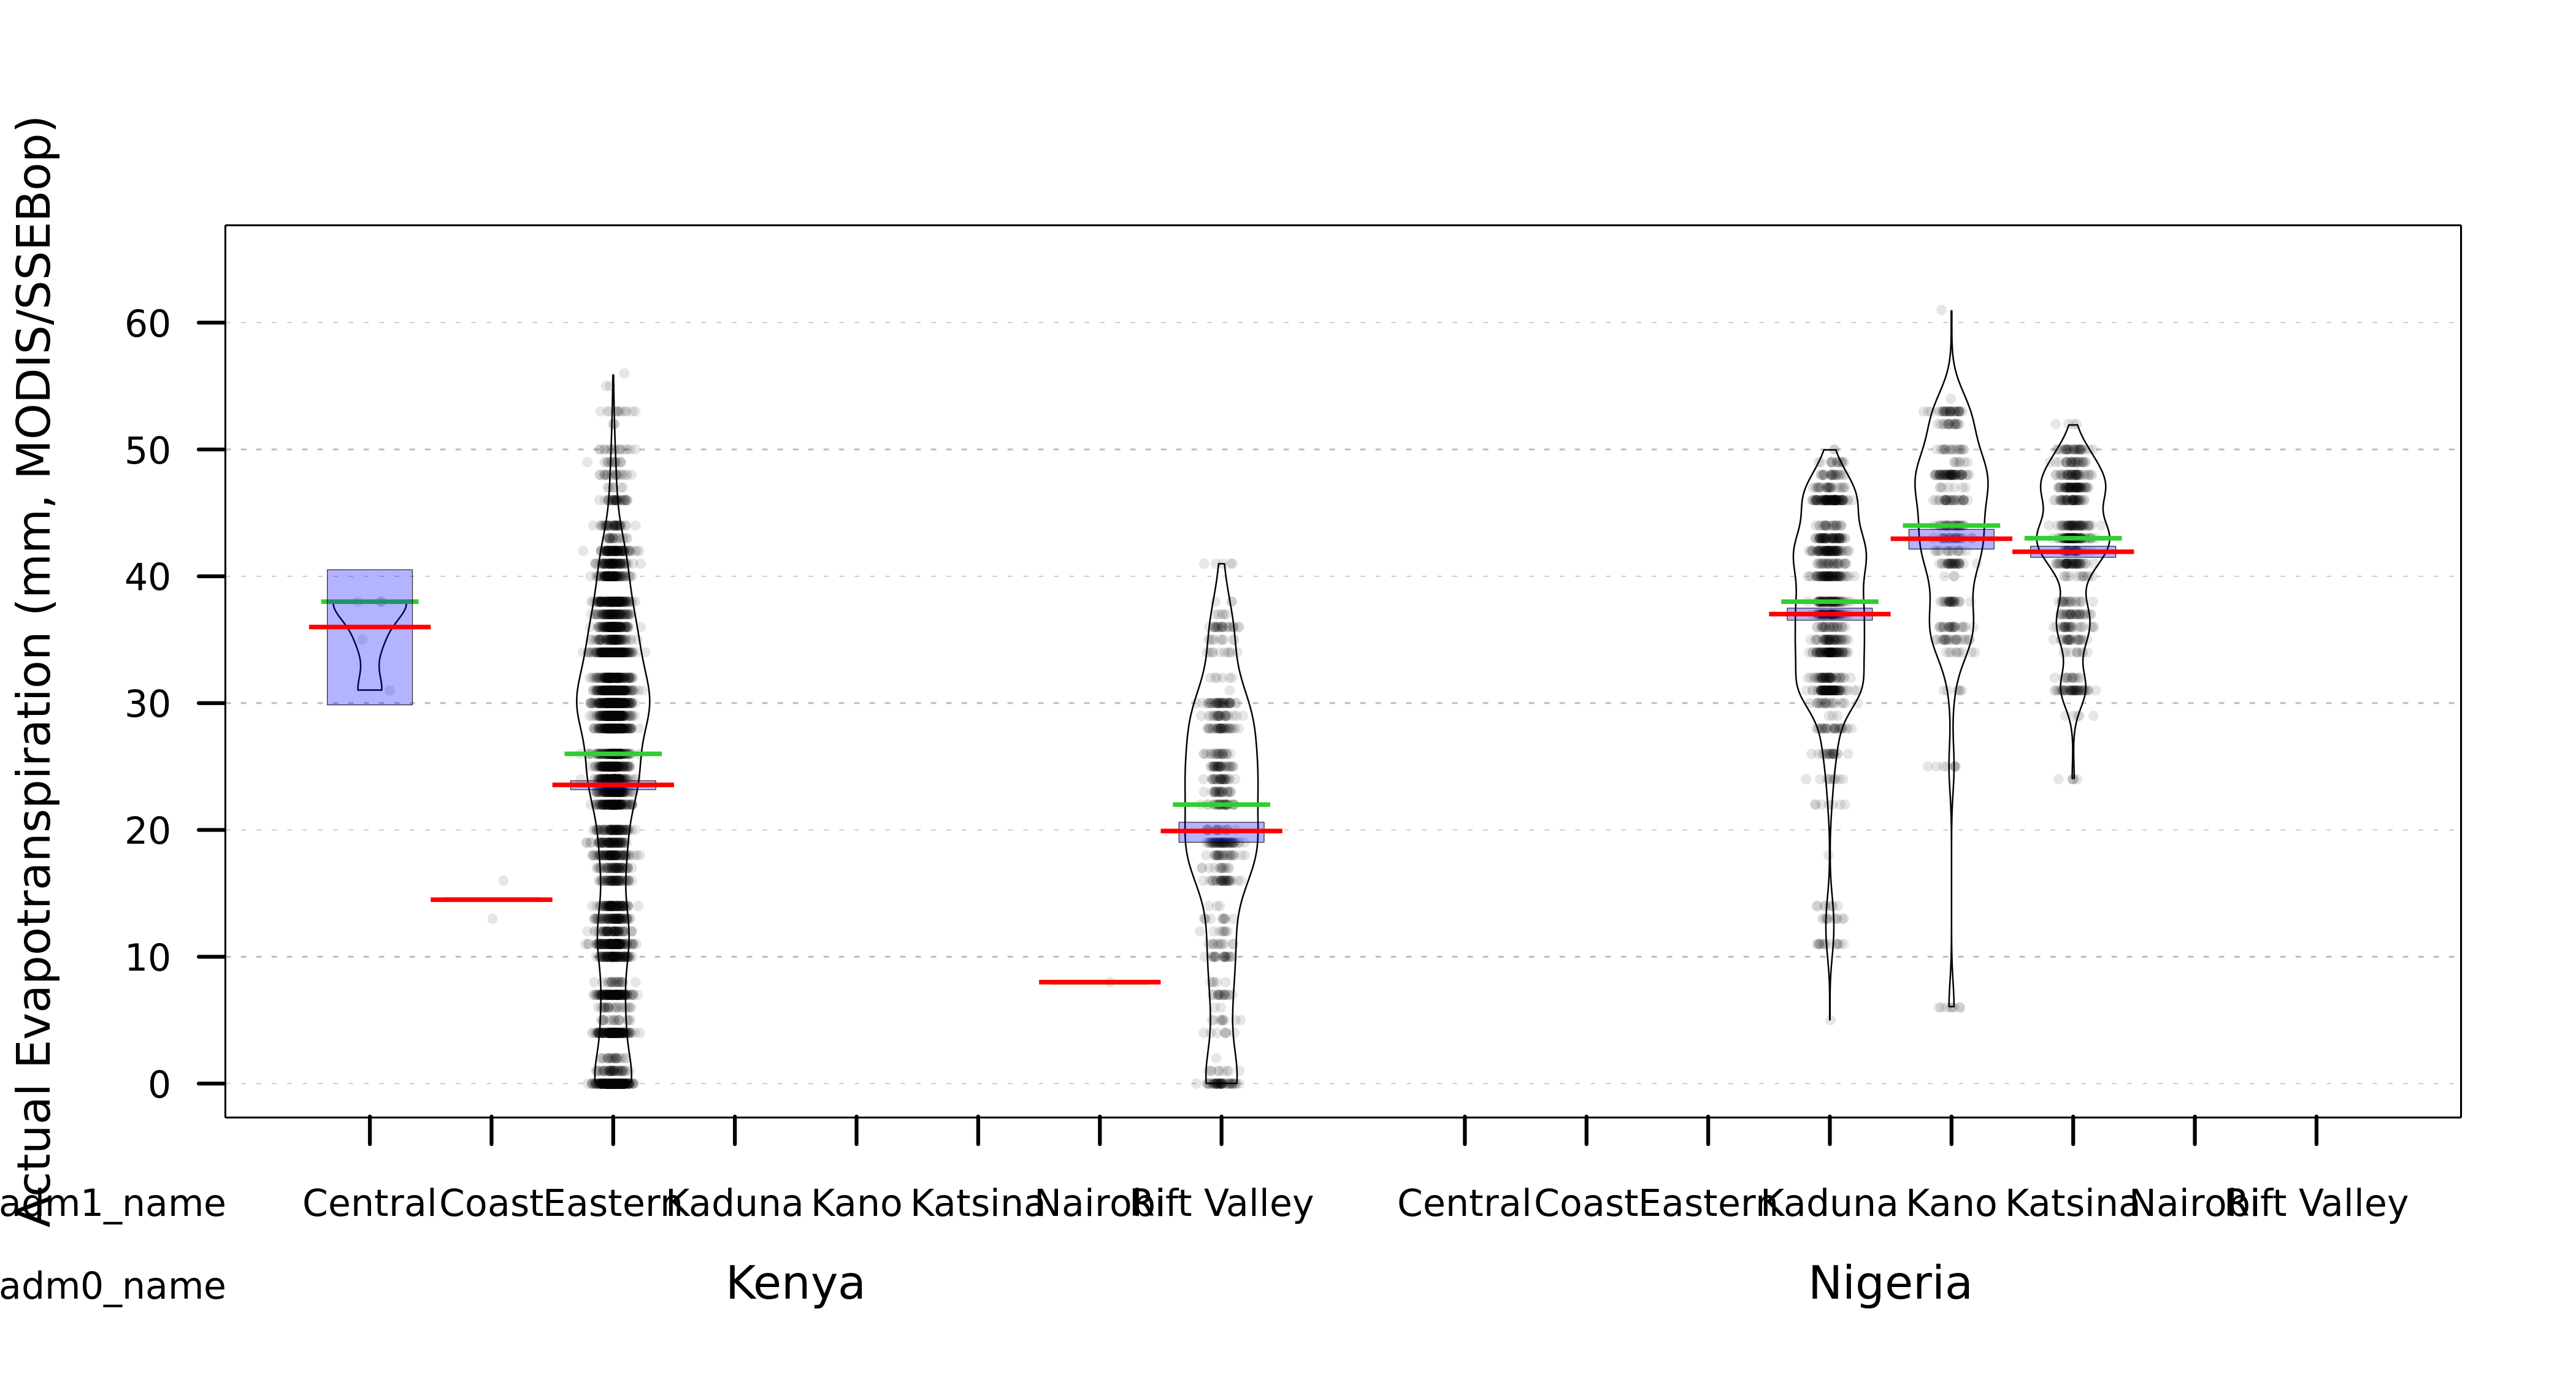 Actual Evapotranspiration (mm, MODIS/SSEBop)
60
50
40
30
20
10
0
adm1_name Central Coast Eastern Kaduna Kano Katsina Nairobi Rift Valley Central Coast Eastern Kaduna Kano Katsina Nairobi Rift Valley
adm0_name Kenya Nigeria